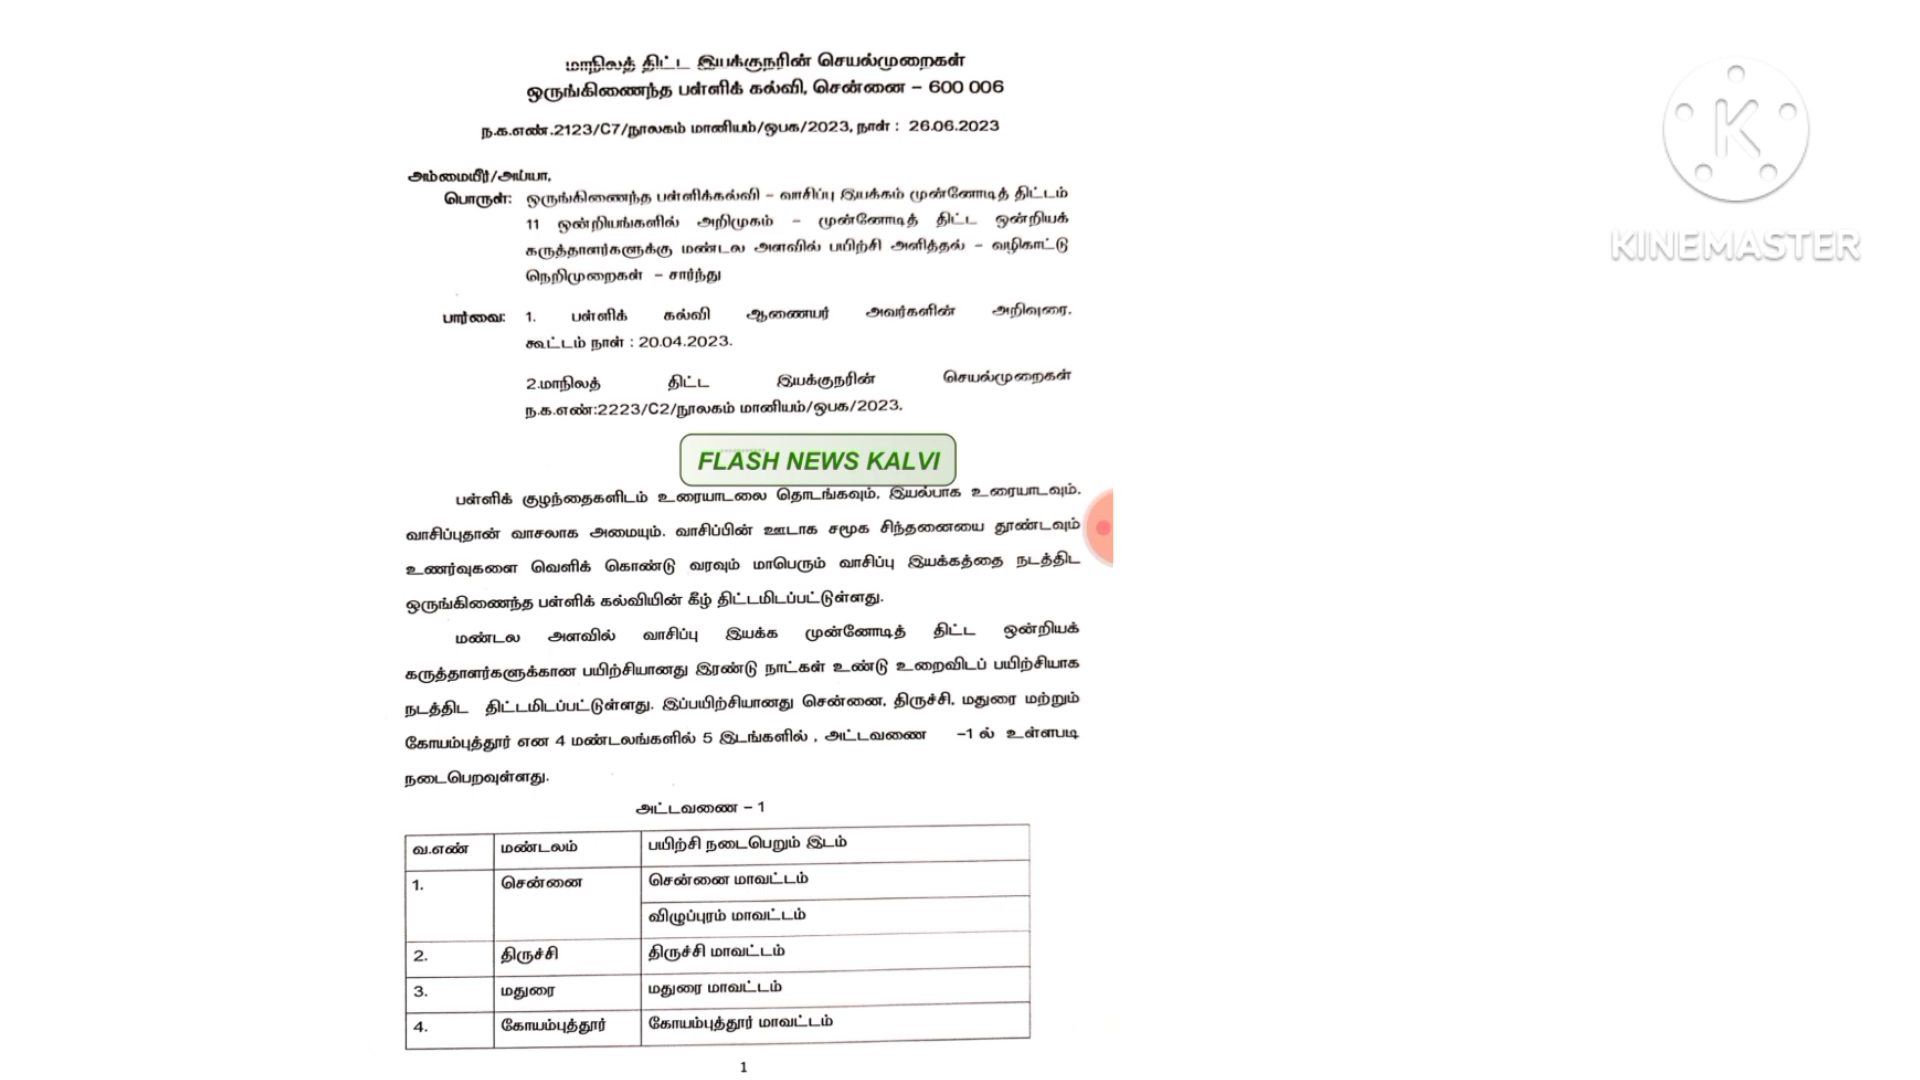 மாநிலத் திட்ட இயக்குநரின் செயல்முறைகள்
ஒருங்கிணைந்த பள்ளிக் கல்வி, சென்னை – 600 006
ந.க.எண்.2123/C7/நூலகம் மானியம்/ஒபக/2023, நாள் : 26.06.2023
அம்மையீர்/அய்யா,
பொருள்: ஒருங்கிணைந்த பள்ளிக்கல்வி – வாசிப்பு இயக்கம் முன்னோடித் திட்டம்
11 ஒன்றியங்களில் அறிமுகம் – முன்னோடித் திட்ட ஒன்றியக்
கருத்தாளர்களுக்கு மண்டல அளவில் பயிற்சி அளித்தல் – வழிகாட்டு
நெறிமுறைகள் – சார்ந்து
பார்வை: 1. பள்ளிக் கல்வி ஆணையர் அவர்களின் அறிவுரை.
கூட்டம் நாள் : 20.04.2023.
2.மாநிலத் திட்ட இயக்குநரின் செயல்முறைகள்
ந.க.எண்:2223/C2/நூலகம் மானியம்/ஒபக/2023.
FLASH NEWS KALVI
பள்ளிக் குழந்தைகளிடம் உரையாடலை தொடங்கவும், இயல்பாக உரையாடவும்,
வாசிப்புதான் வாசலாக அமையும். வாசிப்பின் ஊடாக சமூக சிந்தனையை தூண்டவும்
உணர்வுகளை வெளிக் கொண்டு வரவும் மாபெரும் வாசிப்பு இயக்கத்தை நடத்திட
ஒருங்கிணைந்த பள்ளிக் கல்வியின் கீழ் திட்டமிடப்பட்டுள்ளது.
மண்டல அளவில் வாசிப்பு இயக்க முன்னோடித் திட்ட ஒன்றியக்
கருத்தாளர்களுக்கான பயிற்சியானது இரண்டு நாட்கள் உண்டு உறைவிடப் பயிற்சியாக
நடத்திட திட்டமிடப்பட்டுள்ளது. இப்பயிற்சியானது சென்னை, திருச்சி, மதுரை மற்றும்
கோயம்புத்தூர் என 4 மண்டலங்களில் 5 இடங்களில் , அட்டவணை –1 ல் உள்ளபடி
நடைபெறவுள்ளது.
அட்டவணை – 1
வ.எண் மண்டலம் பயிற்சி நடைபெறும் இடம்
1. சென்னை சென்னை மாவட்டம்
விழுப்புரம் மாவட்டம்
2. திருச்சி திருச்சி மாவட்டம்
3. மதுரை மதுரை மாவட்டம்
4. கோயம்புத்தூர் கோயம்புத்தூர் மாவட்டம்
1
K
KINEMASTER